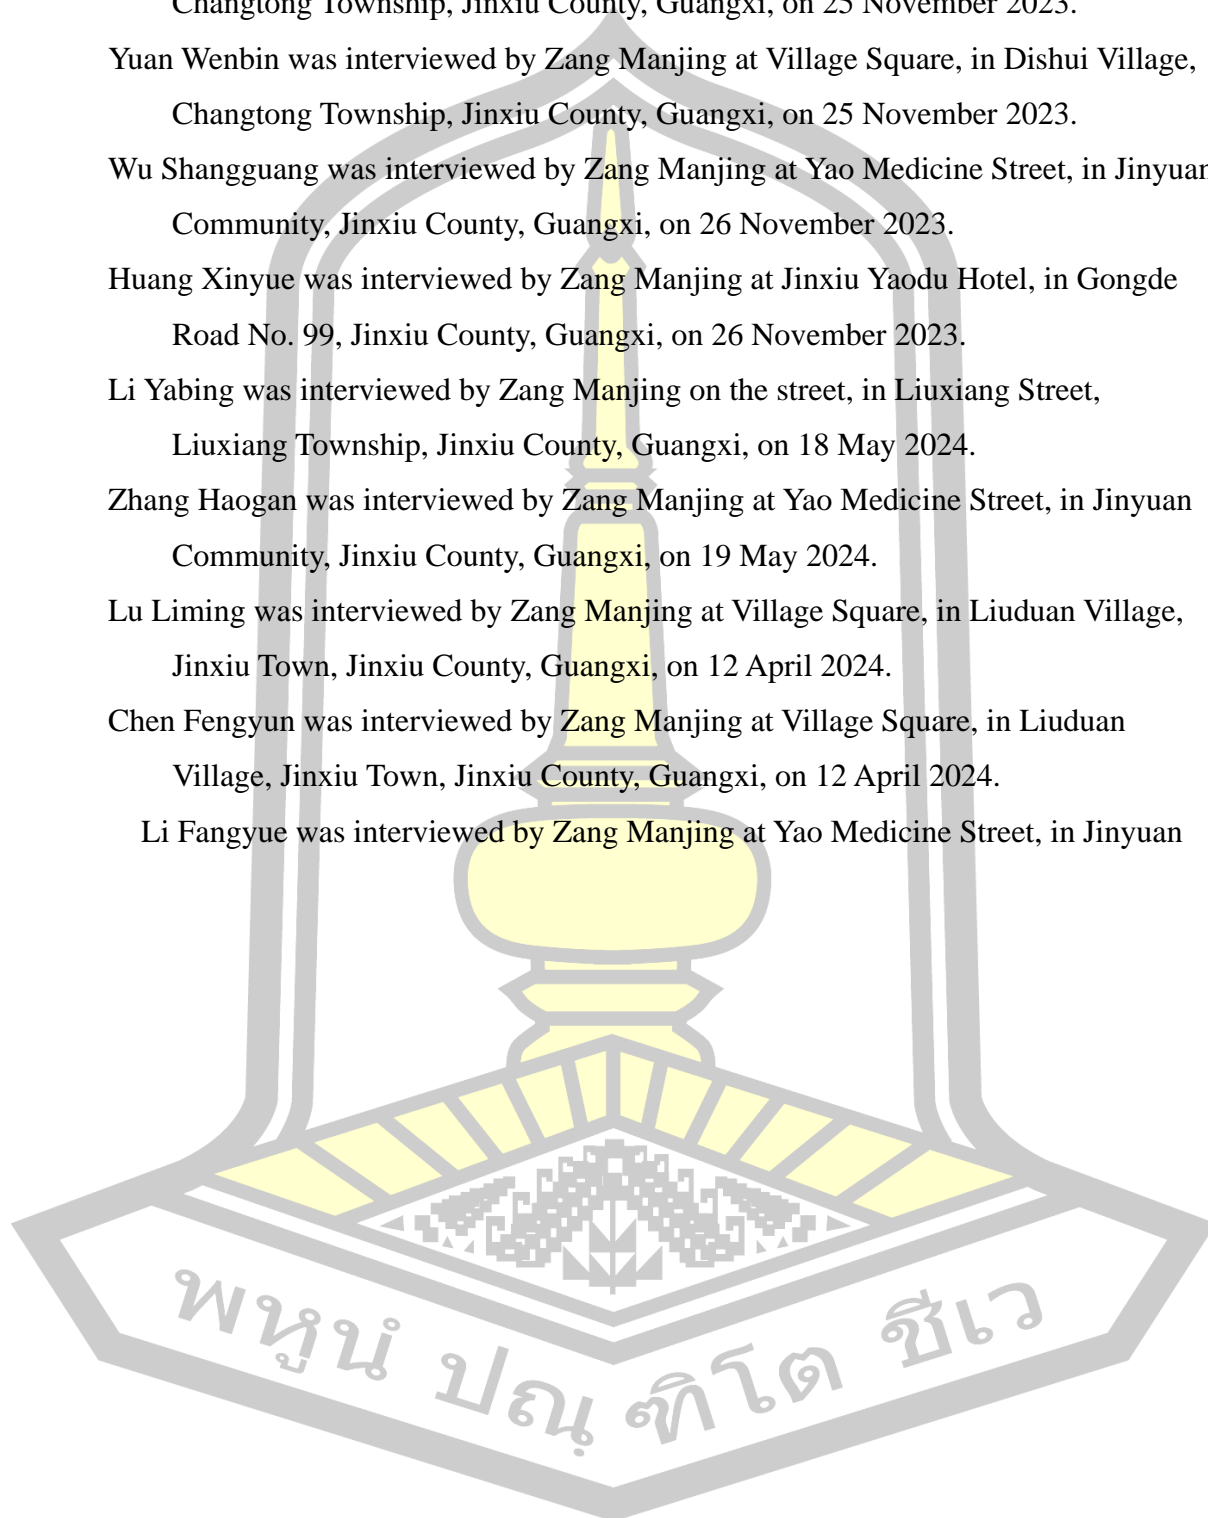 Changtong Township, Jinxiu County, Guangxi, on 25 November 2023.
Yuan Wenbin was interviewed by Zang Manjing at Village Square, in Dishui Village,
Changtong Township, Jinxiu County, Guangxi, on 25 November 2023.
Wu Shangguang was interviewed by Zang Manjing at Yao Medicine Street, in Jinyuan
Community, Jinxiu County, Guangxi, on 26 November 2023.
Huang Xinyue was interviewed by Zang Manjing at Jinxiu Yaodu Hotel, in Gongde
Road No. 99, Jinxiu County, Guangxi, on 26 November 2023.
Li Yabing was interviewed by Zang Manjing on the street, in Liuxiang Street,
Liuxiang Township, Jinxiu County, Guangxi, on 18 May 2024.
Zhang Haogan was interviewed by Zang Manjing at Yao Medicine Street, in Jinyuan
Community, Jinxiu County, Guangxi, on 19 May 2024.
Lu Liming was interviewed by Zang Manjing at Village Square, in Liuduan Village,
Jinxiu Town, Jinxiu County, Guangxi, on 12 April 2024.
Chen Fengyun was interviewed by Zang Manjing at Village Square, in Liuduan
Village, Jinxiu Town, Jinxiu County, Guangxi, on 12 April 2024.
Li Fangyue was interviewed by Zang Manjing at Yao Medicine Street, in Jinyuan
พหูนํ ปณฺฑิโต ชีเว